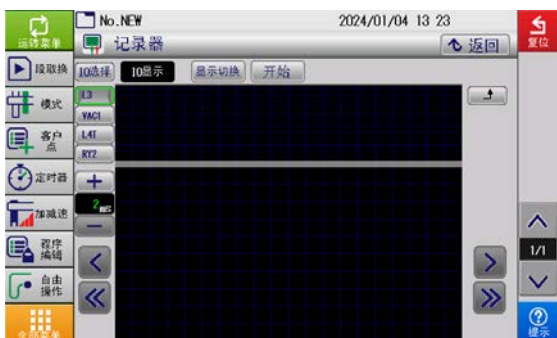 No.NEW
2024/01/04 13 23
运转菜单
记录器
返回
复位
段取换
IO选择
IO显示
显示切换
开始
模式
L3
VAC1
L4T
RY2
客户
点
定时器
2
ms
加减速
程序
编辑
1/1
自由
操作
全部菜单
提示